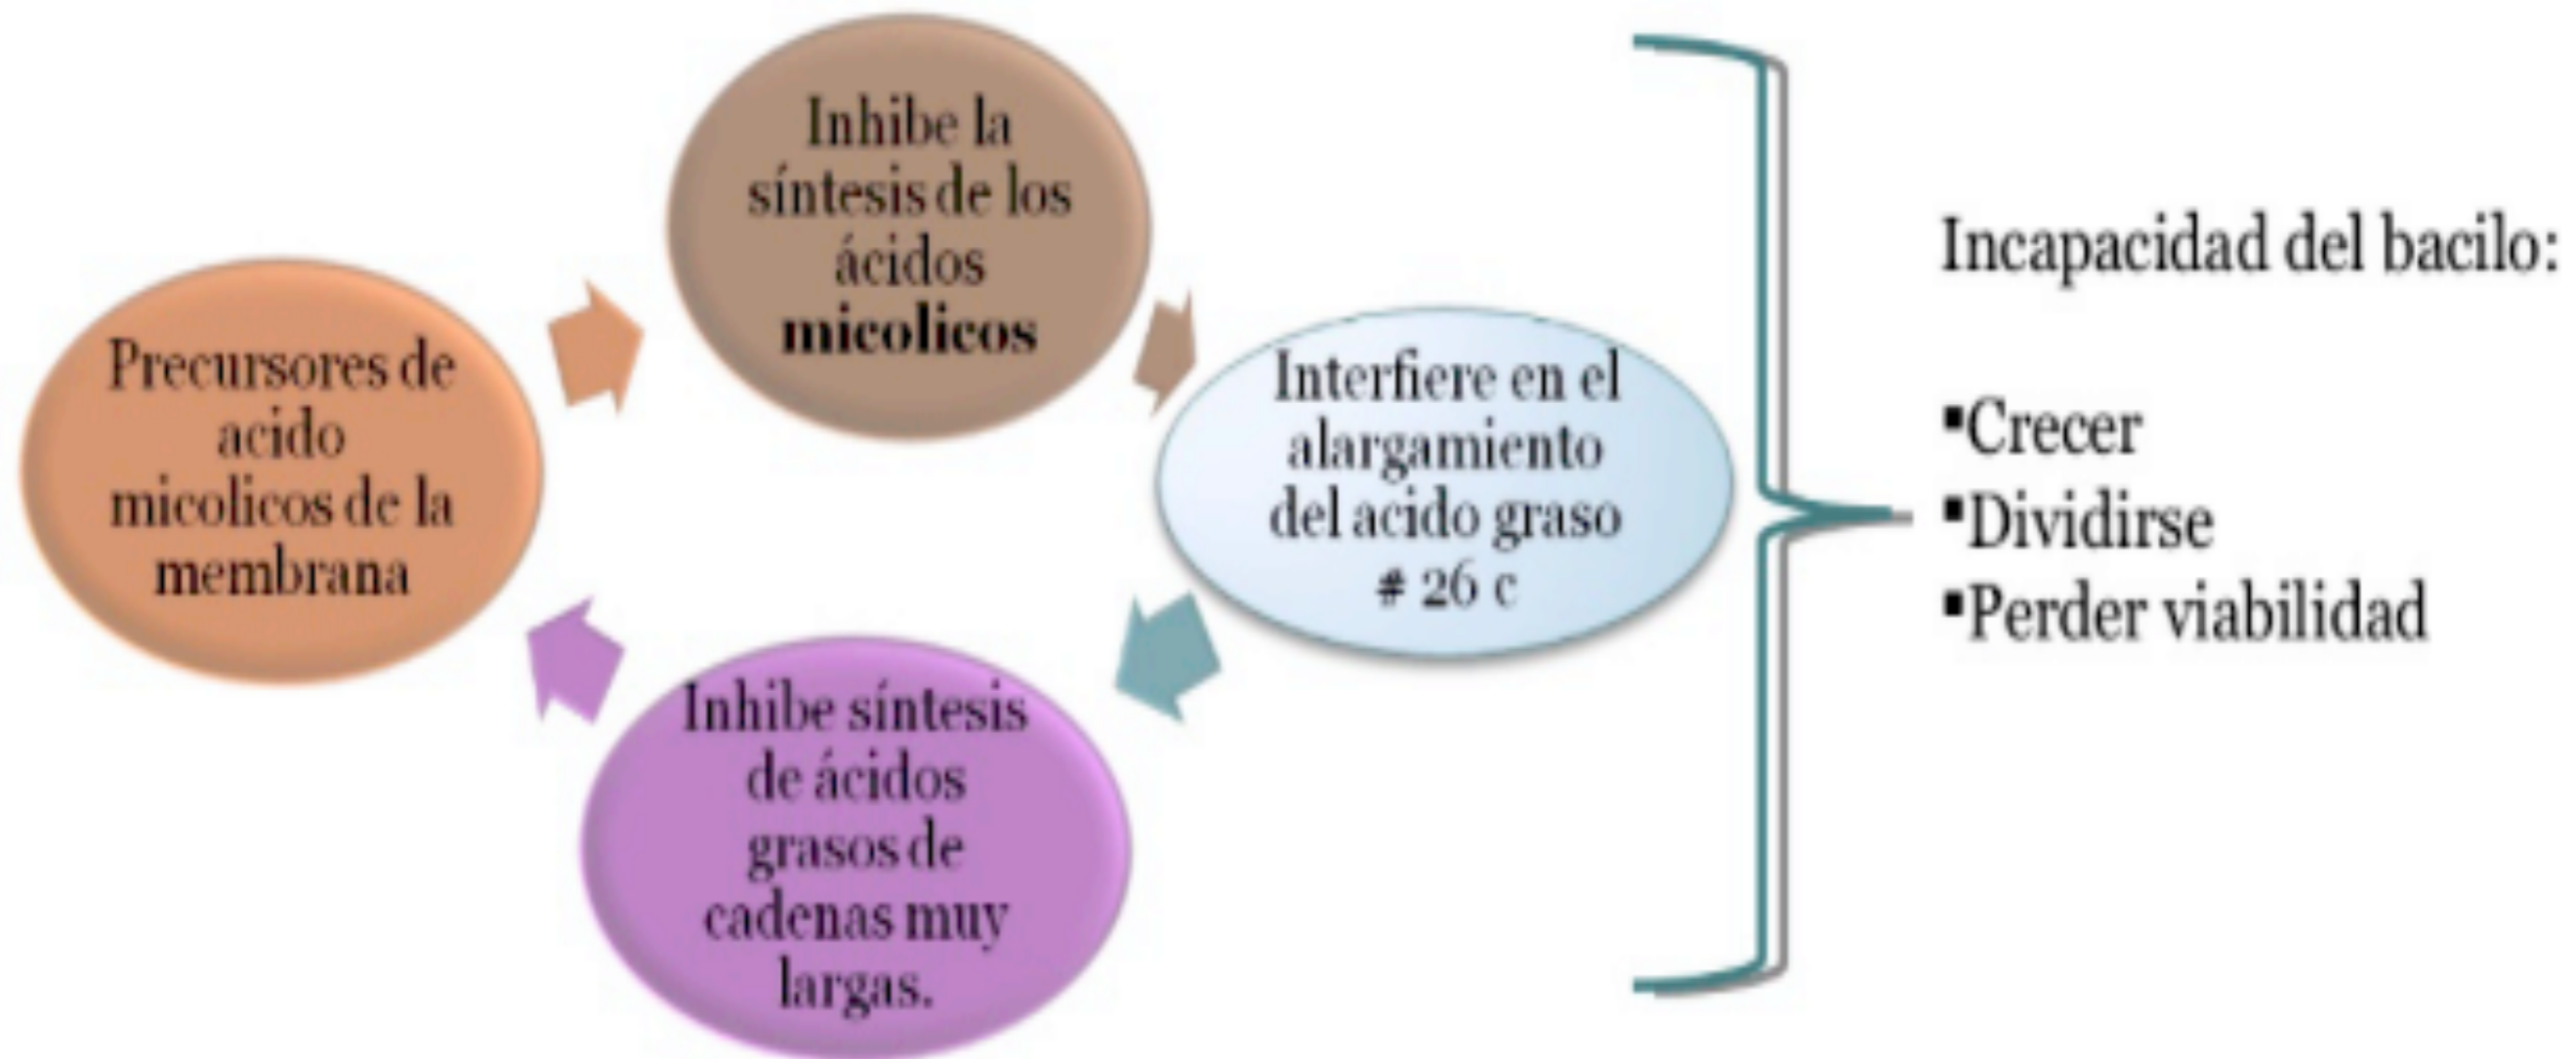 Inhibe la
síntesis de los
ácidos
micolicos
Precursores de
acido
micolicos de la
membrana
Interfiere en el
alargamiento
del acido graso
# 26 c
Inhibe síntesis
de ácidos
grasos de
cadenas muy
largas.
Incapacidad del bacilo:
▪Crecer
▪Dividirse
▪Perder viabilidad